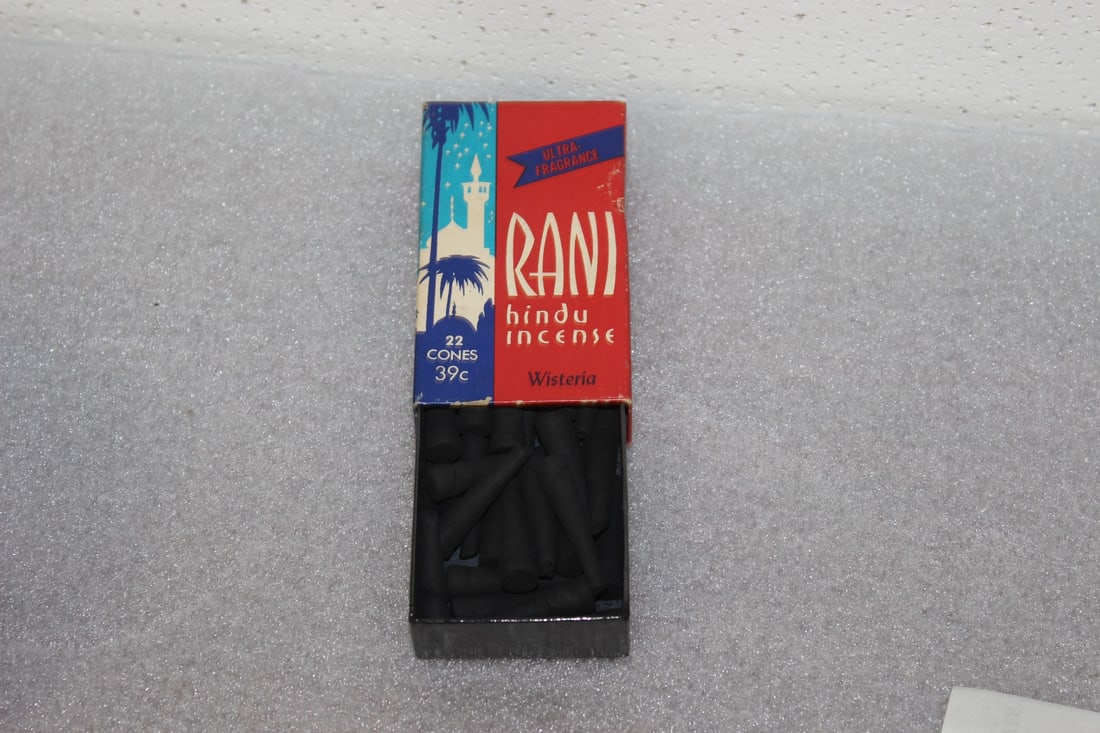 ULTRA-
FRAGRANCE
RANI
hindu
INCENSE
Wisteria
22
CONES
39c